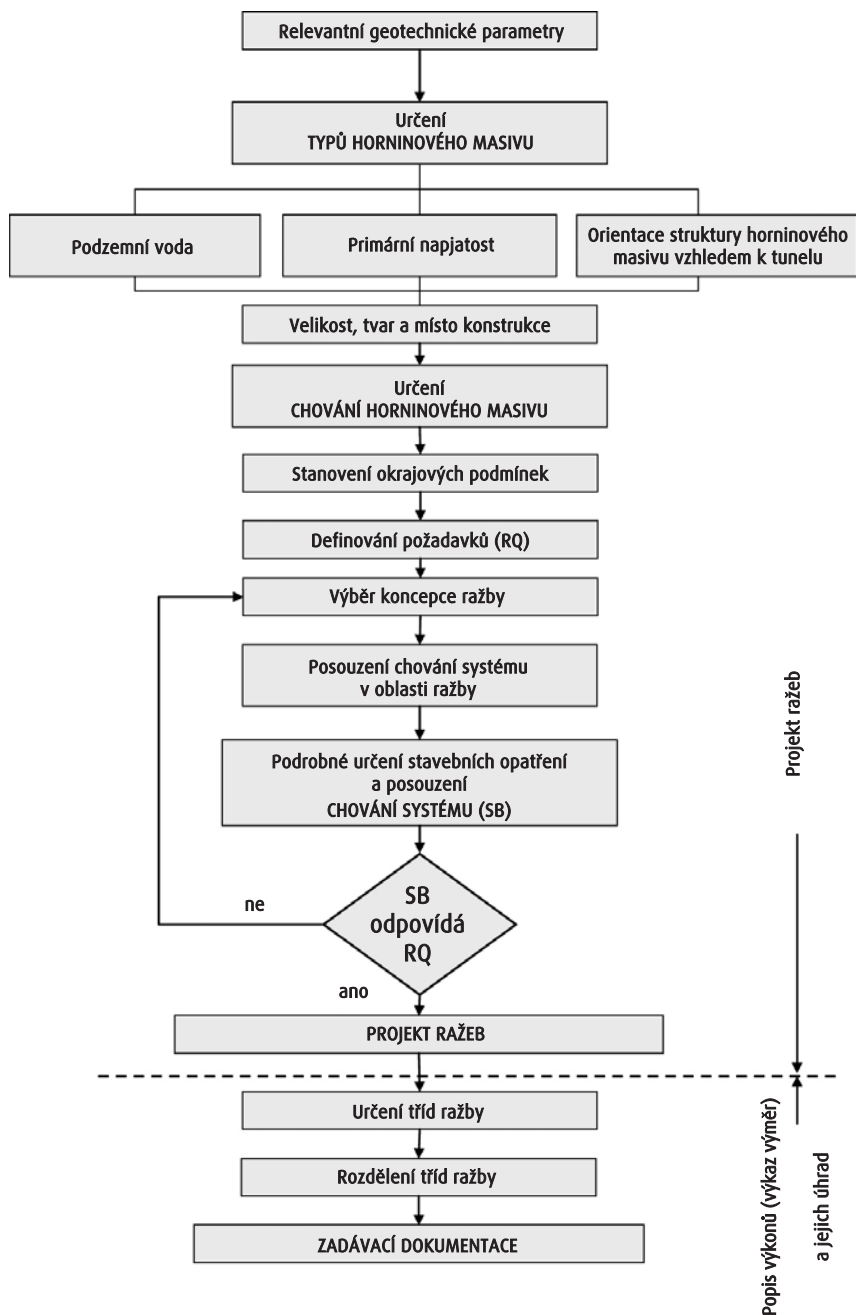 Relevantní geotechnické parametry
Určení
TYPŮ HORNINOVÉHO MASIVU
Podzemní voda
Primární napjatost
Orientace struktury horninového
masivu vzhledem k tunelu
Velikost, tvar a místo konstrukce
Určení
CHOVÁNÍ HORNINOVÉHO MASIVU
Stanovení okrajových podmínek
Definování požadavků (RQ)
Výběr koncepce ražby
Posouzení chování systému
v oblasti ražby
Podrobné určení stavebních opatření
a posouzení
CHOVÁNÍ SYSTÉMU (SB)
SB
odpovídá
RQ
ne
ano
PROJEKT RAŽEB
Projekt ražeb
Určení tříd ražby
Rozdělení tříd ražby
ZADÁVACÍ DOKUMENTACE
Popis výkonů (výkaz výměr)
a jejich úhrad